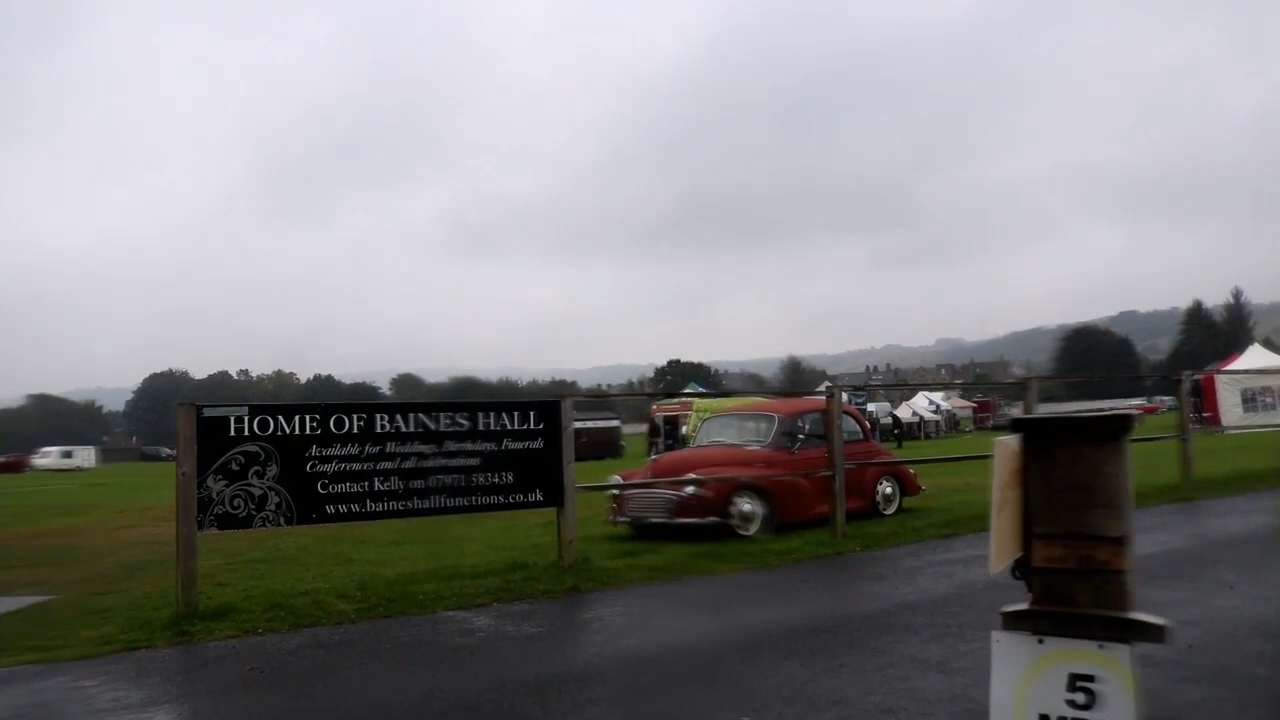 HOME OF BAINES HALL
Available for Weddings, Birthdays, Funerals
Conferences and all celebrations
Contact Kelly on 07971 583438
www.baineshallfunctions.co.uk
5